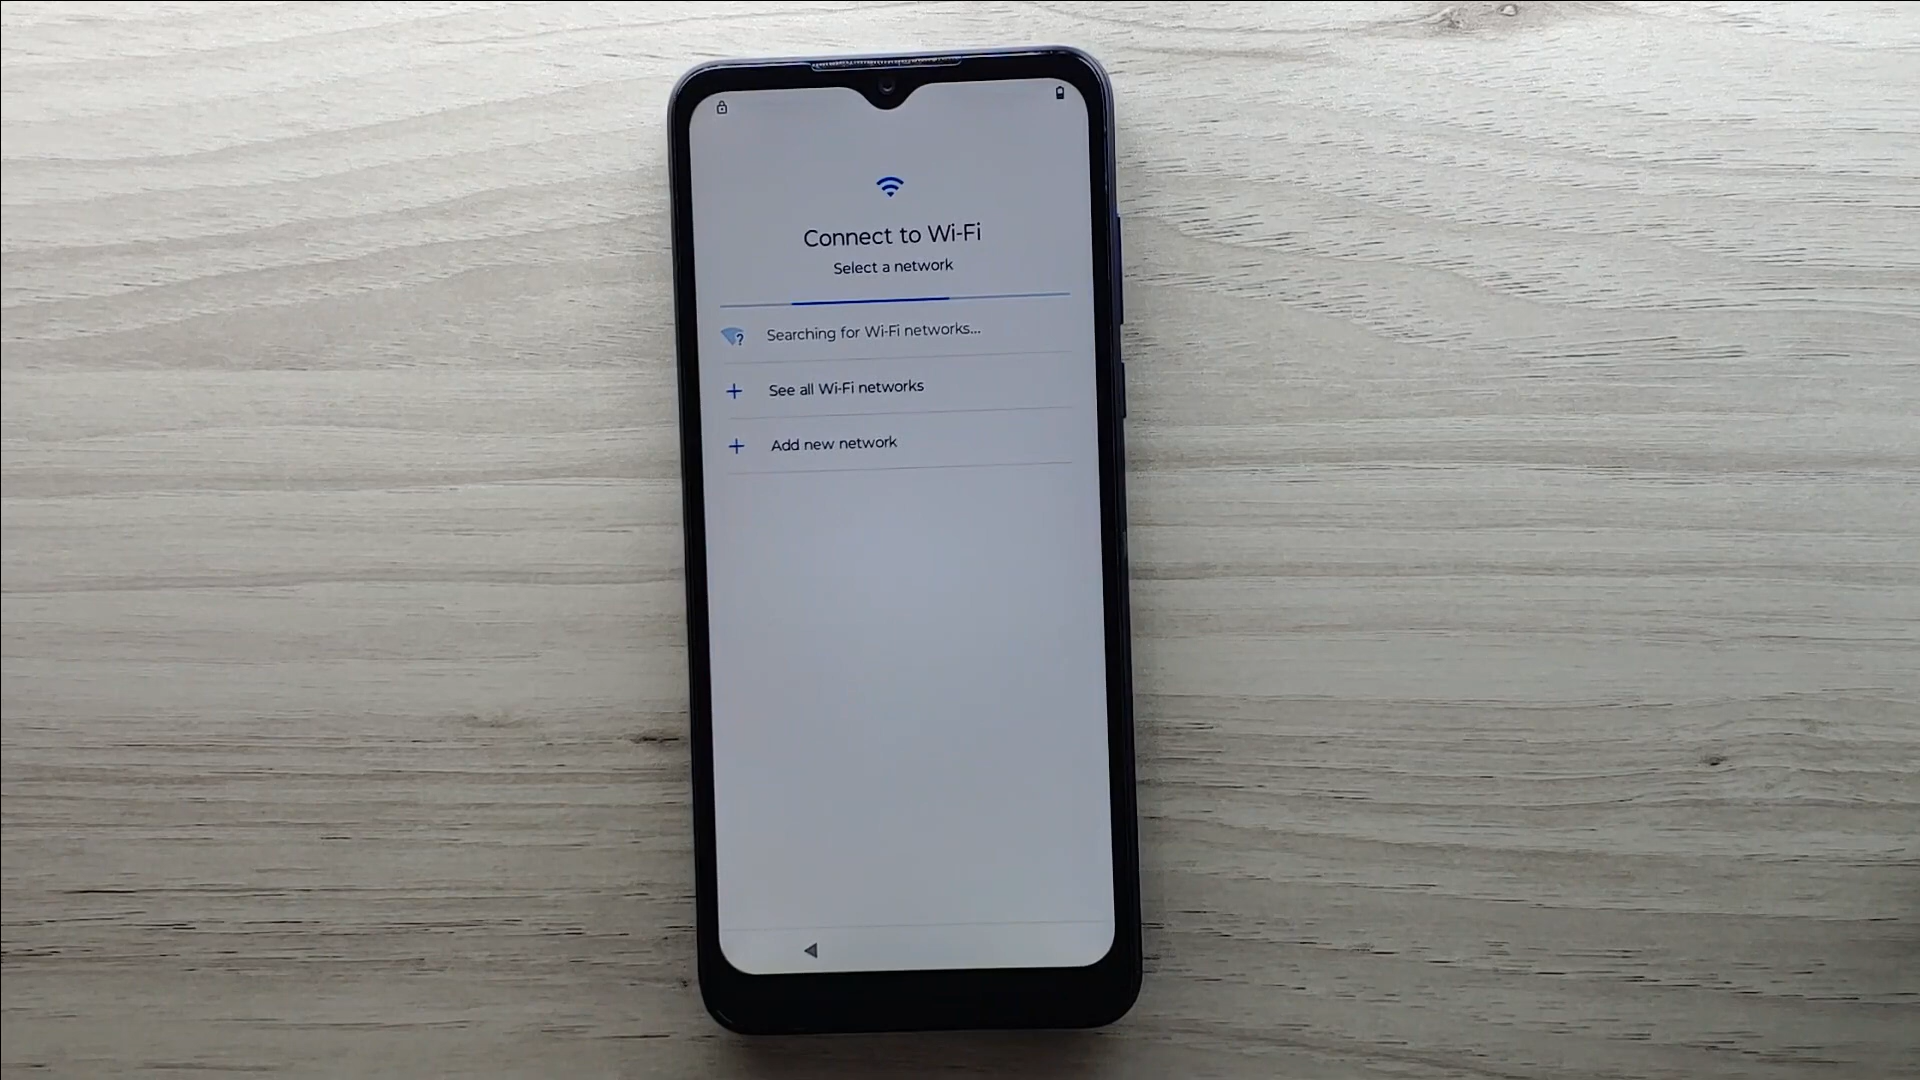 Connect to Wi-Fi
Select a network
Searching for Wi-Fi networks...
See all Wi-Fi networks
Add new network